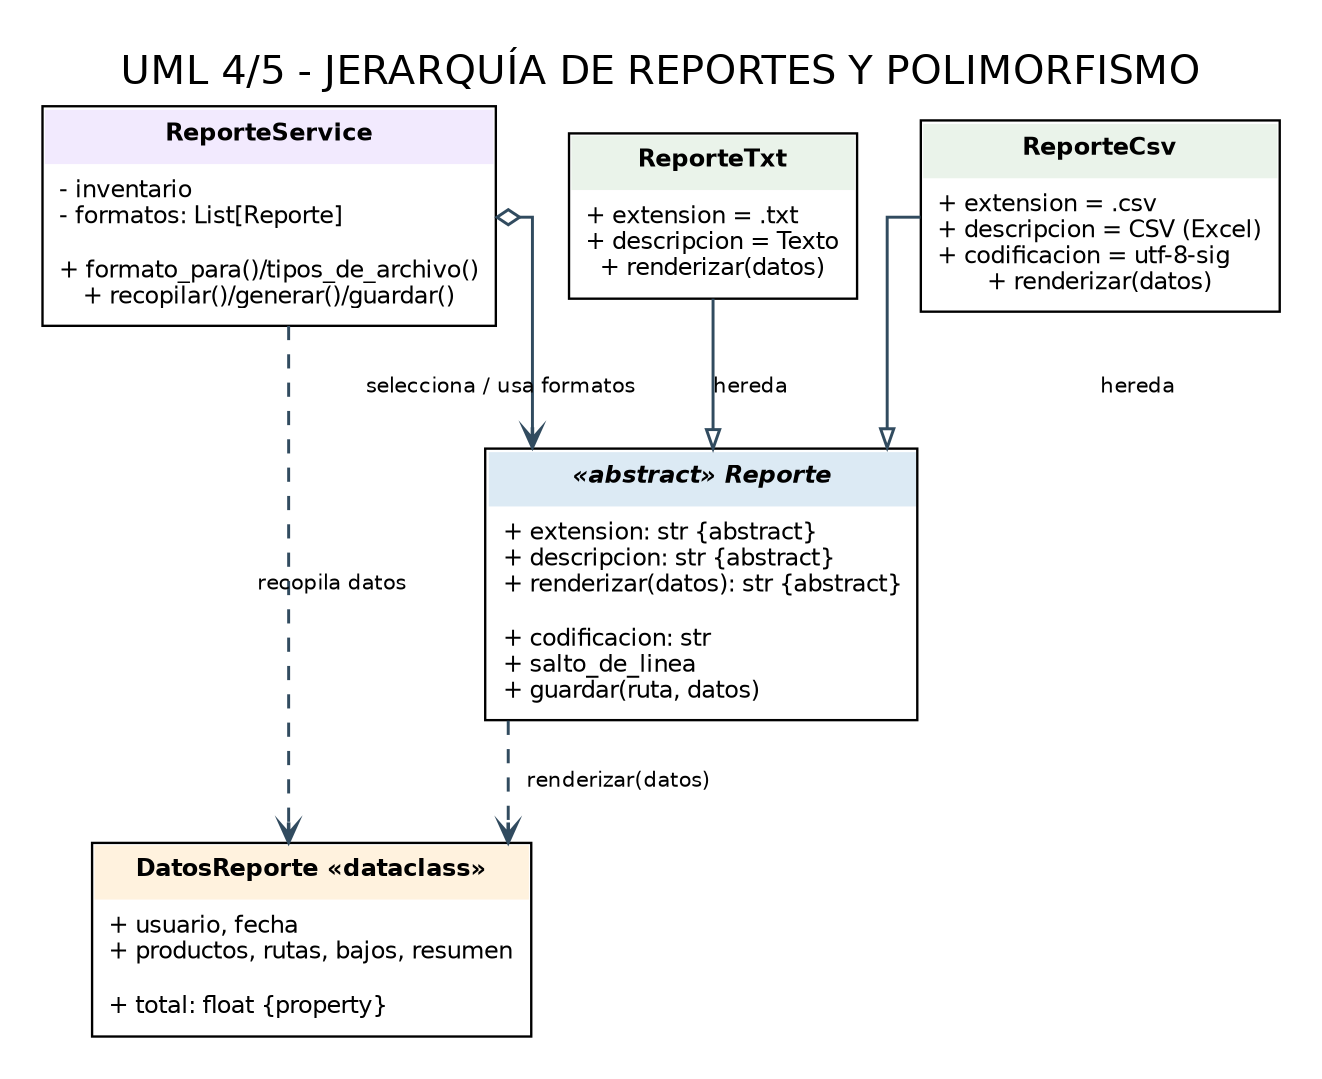 UML 4/5 - JERARQUÍA DE REPORTES Y POLIMORFISMO
ReporteService
- inventario
- formatos: List[Reporte]
+ formato_para()/tipos_de_archivo()
+ recopilar()/generar()/guardar()
ReporteTxt
+ extension = .txt
+ descripcion = Texto
+ renderizar(datos)
ReporteCsv
+ extension = .csv
+ descripcion = CSV (Excel)
+ codificacion = utf-8-sig
+ renderizar(datos)
selecciona / usa formatos
hereda
hereda
«abstract» Reporte
+ extension: str {abstract}
+ descripcion: str {abstract}
+ renderizar(datos): str {abstract}
+ codificacion: str
+ salto_de_linea
+ guardar(ruta, datos)
recopila datos
renderizar(datos)
DatosReporte «dataclass»
+ usuario, fecha
+ productos, rutas, bajos, resumen
+ total: float {property}